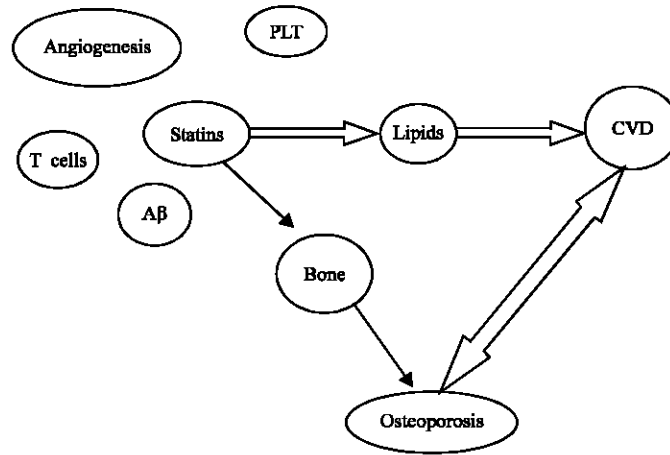 Angiogenesis
PLT
Statins
Lipids
CVD
T cells
Aβ
Bone
Osteoporosis